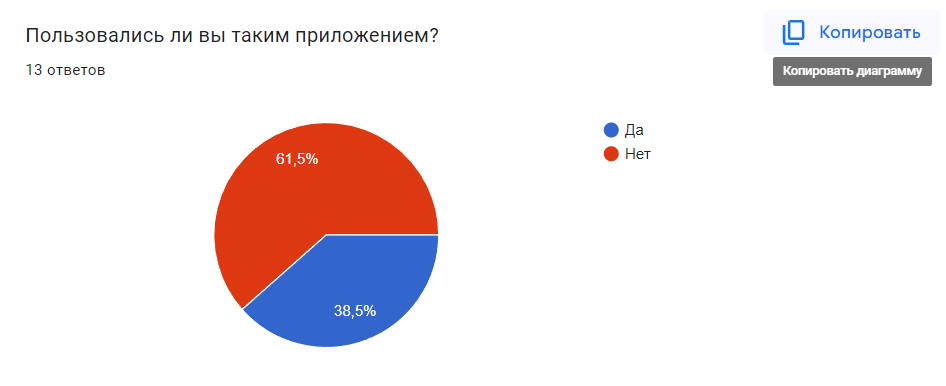 Пользовались ли вы таким приложением?
Копировать
13 ответов
Копировать диаграмму
61,5%
38,5%
Да
Нет